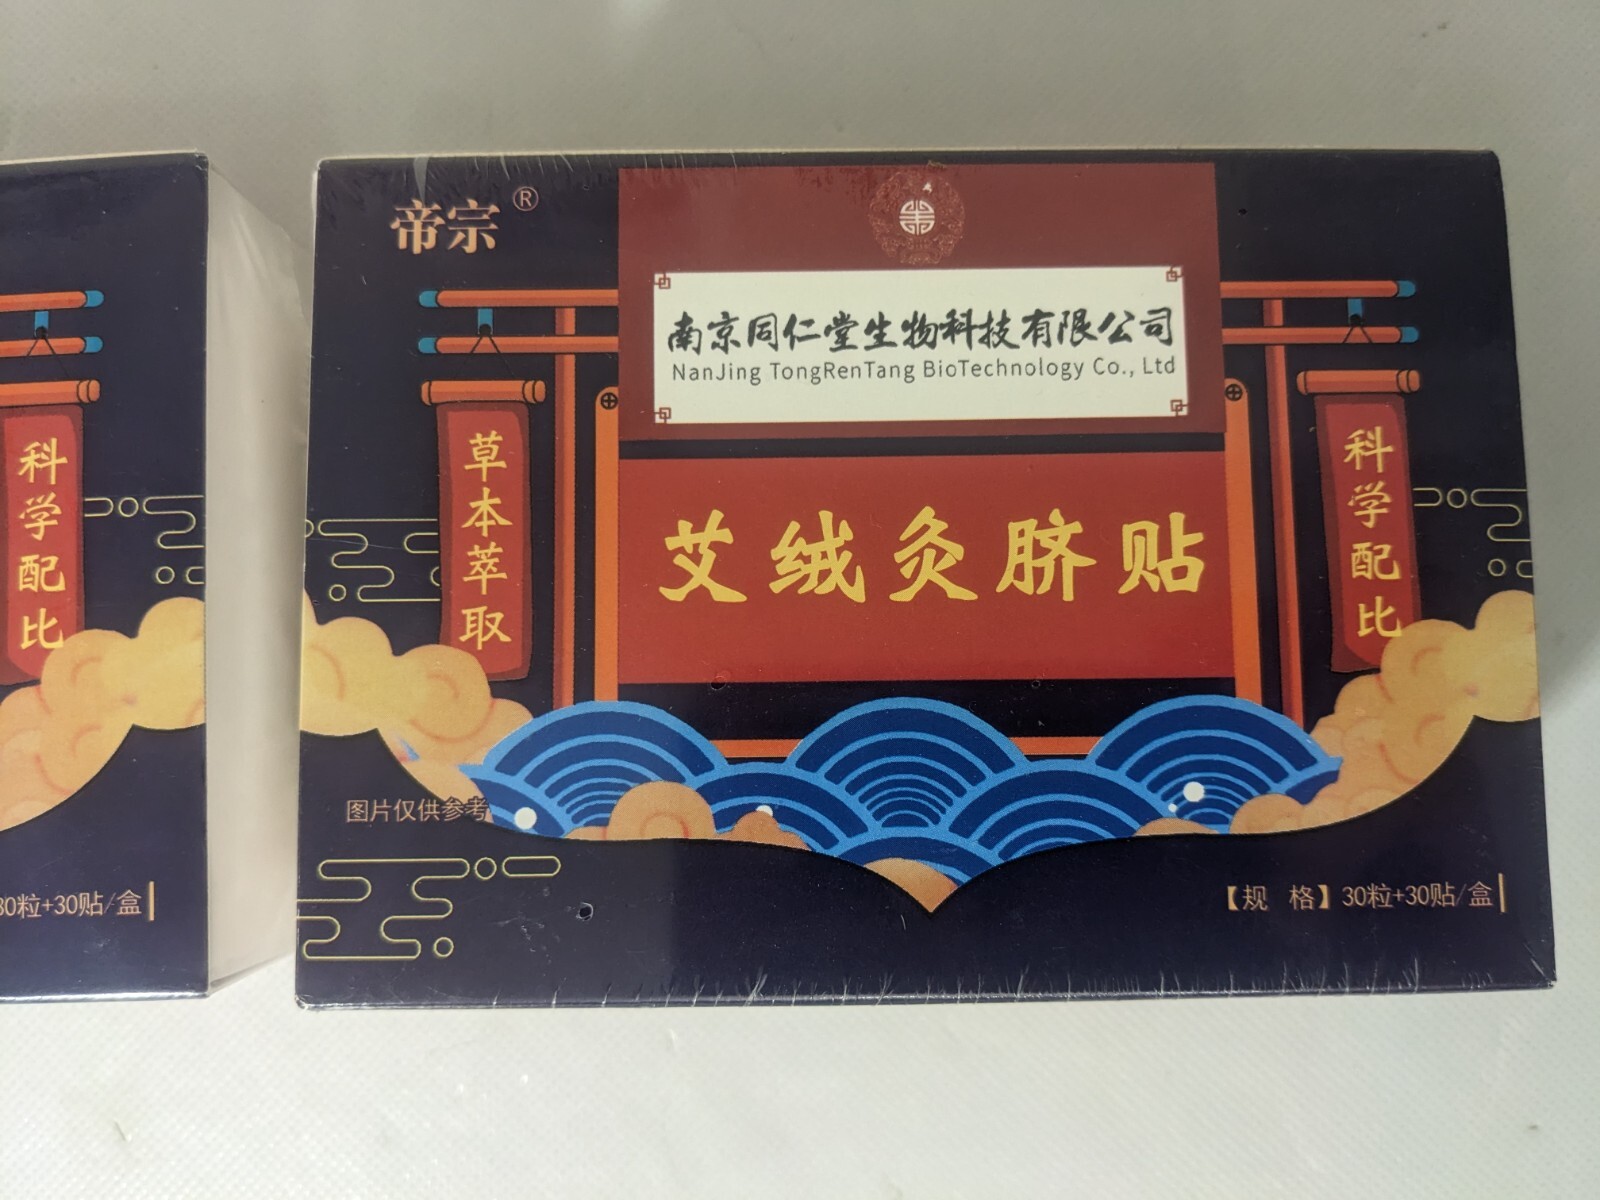 科学配比
30粒+30贴/盒
帝宗®
南京同仁堂生物科技有限公司
NanJing TongRenTang BioTechnology Co., Ltd
草本萃取
艾绒灸脐贴
科学配比
图片仅供参考
【规 格】30粒+30贴/盒